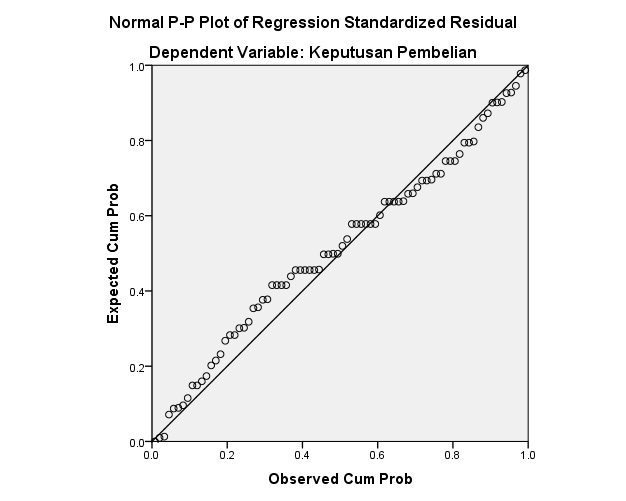 Normal P-P Plot of Regression Standardized Residual
Dependent Variable: Keputusan Pembelian
Expected Cum Prob
1.0
0.8
0.6
0.4
0.2
0.0
0.0 0.2 0.4 0.6 0.8 1.0
Observed Cum Prob